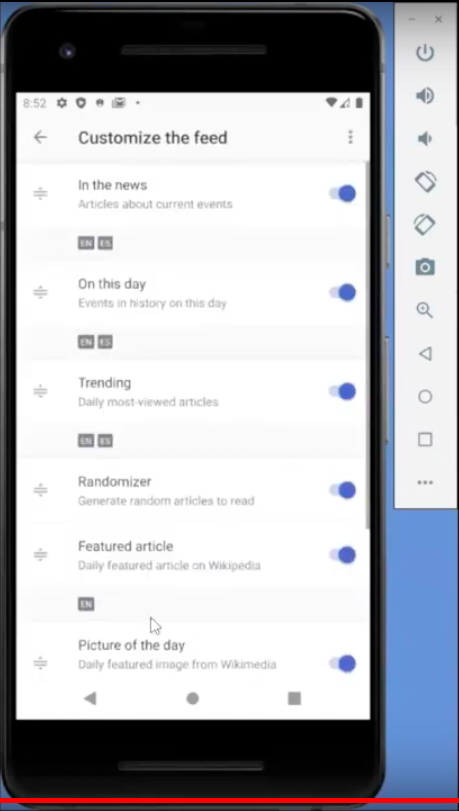 8:52
Customize the feed
In the news
Articles about current events
EN ES
On this day
Events in history on this day
EN ES
Trending
Daily most-viewed articles
EN ES
Randomizer
Generate random articles to read
Featured article
Daily featured article on Wikipedia
EN
Picture of the day
Daily featured image from Wikimedia